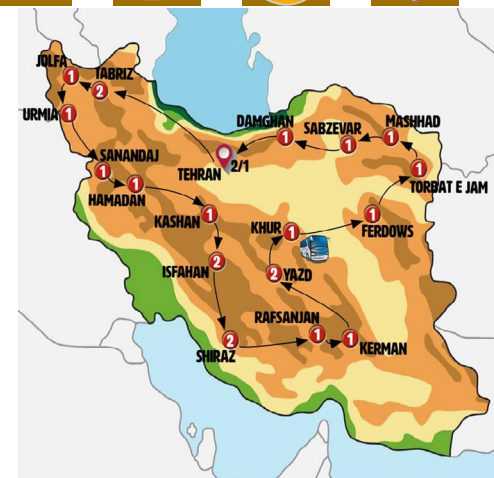 JOLFA
1
TABRIZ
2
URMIA
1
SANANDAJ
1
HAMADAN
1
KASHAN
1
ISFAHAN
2
SHIRAZ
2
RAFSANJAN
1
KERMAN
1
YAZD
2
KHUR
1
FERDOWS
1
TORBAT E JAM
1
MASHHAD
1
SABZEVAR
1
DAMGHAN
1
TEHRAN
2/1